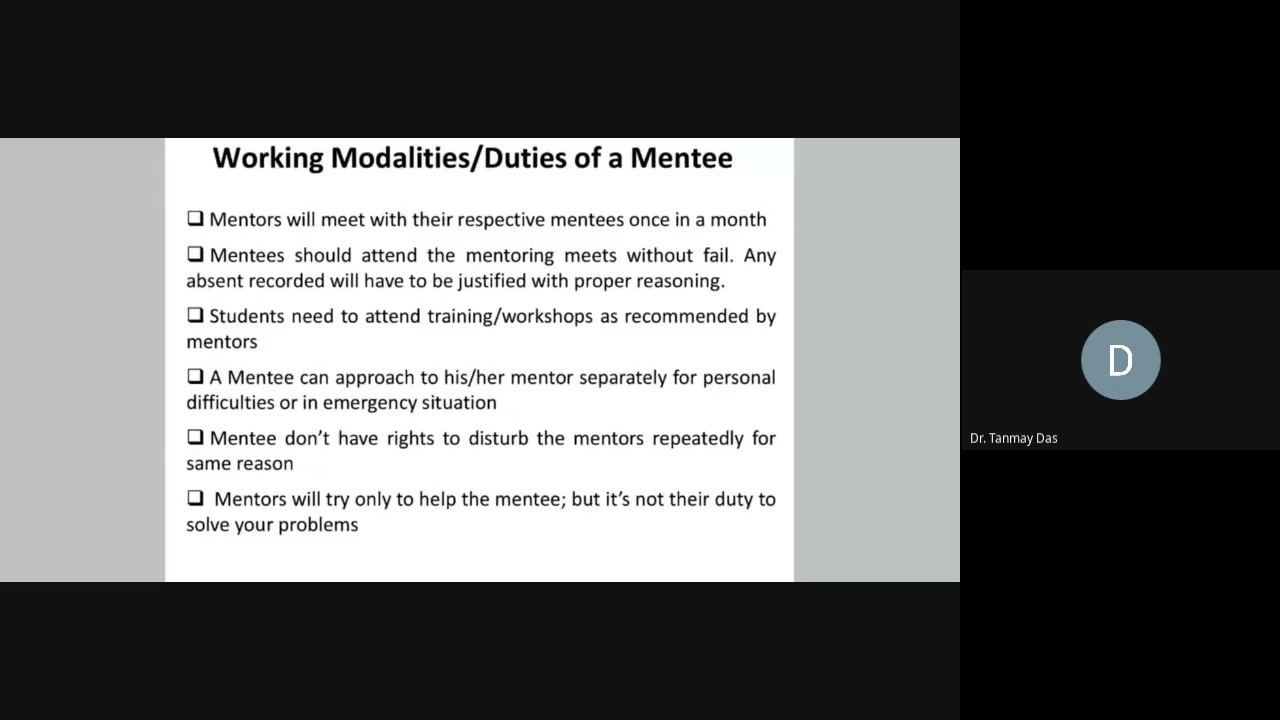 Working Modalities/Duties of a Mentee
❑ Mentors will meet with their respective mentees once in a month
❑ Mentees should attend the mentoring meets without fail. Any
absent recorded will have to be justified with proper reasoning.
❑ Students need to attend training/workshops as recommended by
mentors
❑ A Mentee can approach to his/her mentor separately for personal
difficulties or in emergency situation
❑ Mentee don’t have rights to disturb the mentors repeatedly for
same reason
❑ Mentors will try only to help the mentee; but it’s not their duty to
solve your problems
D
Dr. Tanmay Das